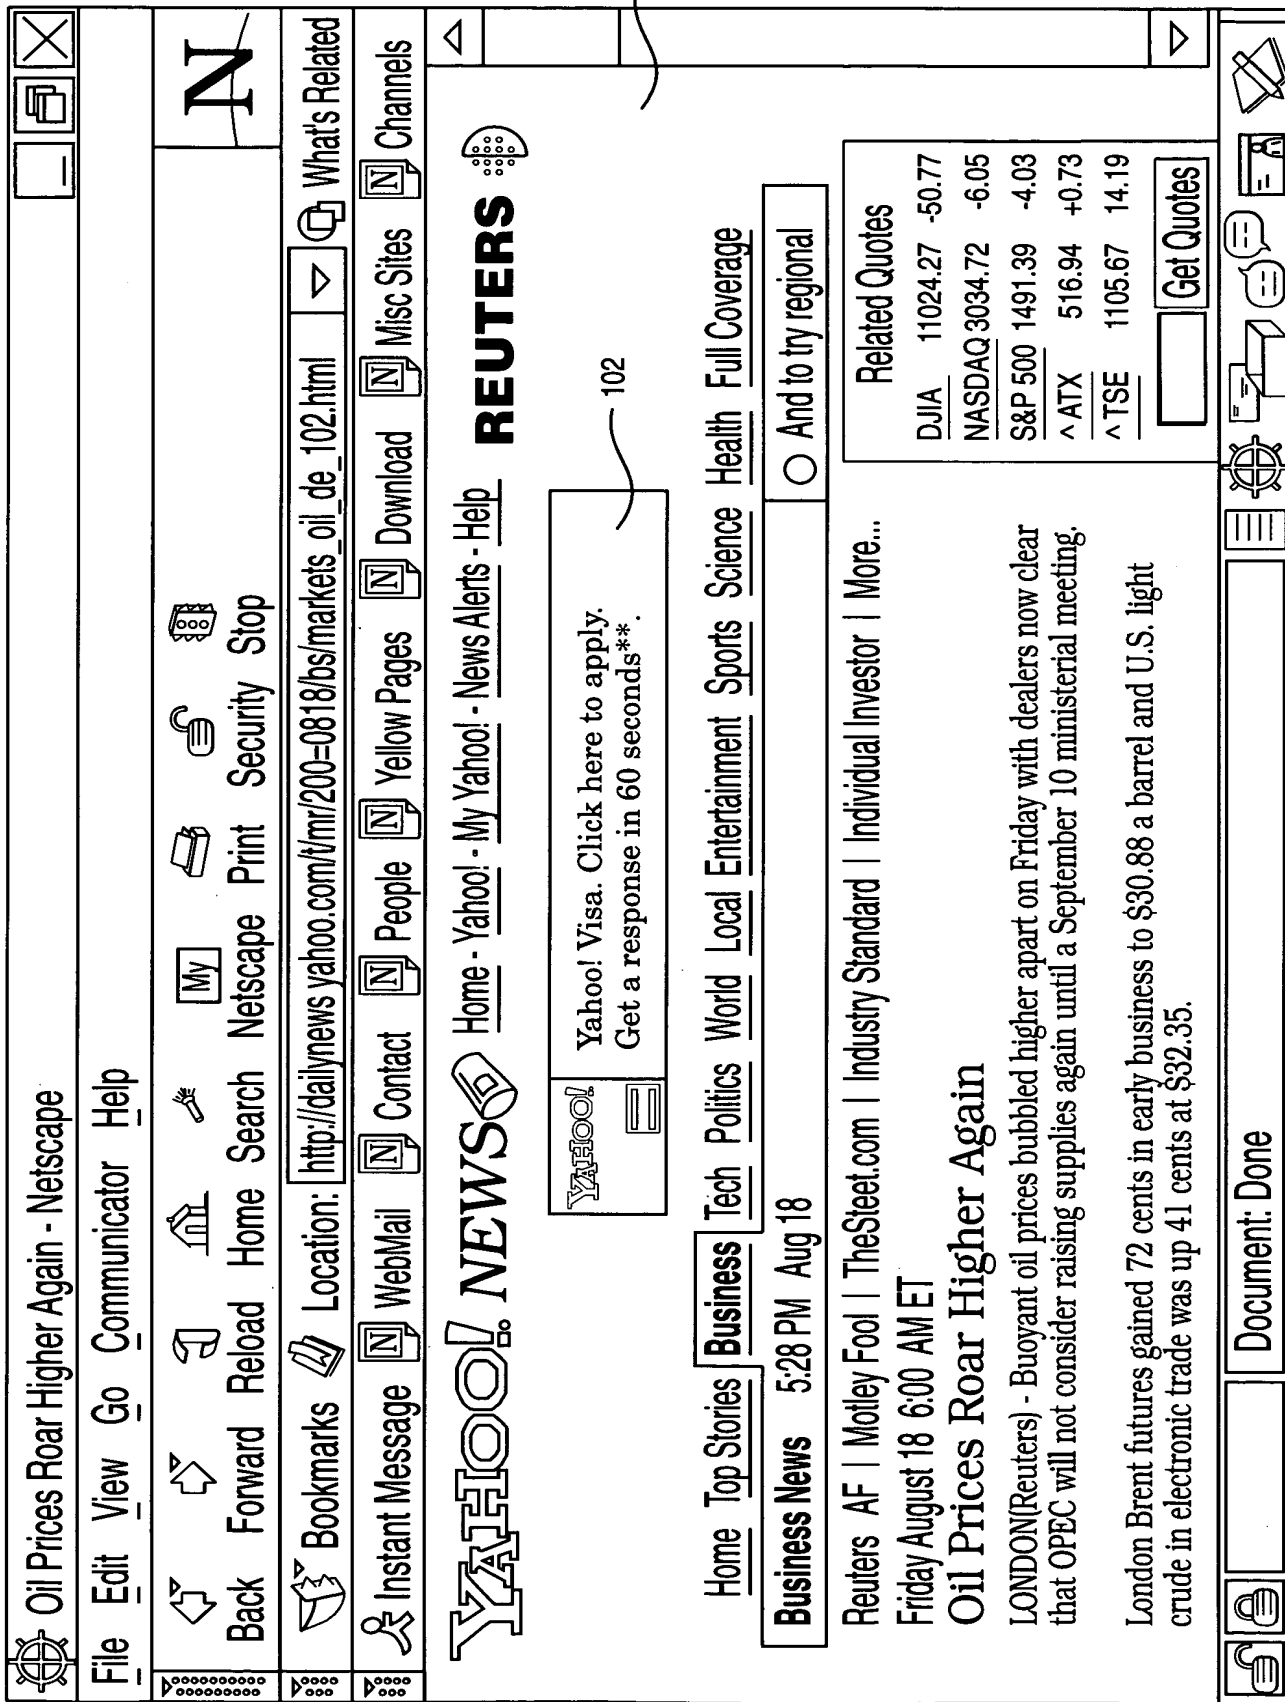 Oil Prices Roar Higher Again - Netscape
File Edit View Go Communicator Help
My
Back Forward Reload Home Search Netscape Print Security Stop
N
Bookmarks Location: http://dailynews yahoo.com/t/mr/200=0818/bs/markets_oil_de_102.html What's Related
Instant Message N WebMail N Contact N People N Yellow Pages N Download N Misc Sites N Channels
YAHOO! NEWS Home - Yahoo! - My Yahoo! - News Alerts - Help REUTERS
YAHOO!
Yahoo! Visa. Click here to apply.
Get a response in 60 seconds**.
102
Home Top Stories Business Tech Politics World Local Entertainment Sports Science Health Full Coverage
Business News 5:28 PM Aug 18 And to try regional
Reuters AF | Motley Fool | TheSteet.com | Industry Standard | Individual Investor | More...
Friday August 18 6:00 AM ET
Oil Prices Roar Higher Again
LONDON(Reuters) - Buoyant oil prices bubbled higher apart on Friday with dealers now clear
that OPEC will not consider raising supplies again until a September 10 ministerial meeting.
London Brent futures gained 72 cents in early business to $30.88 a barrel and U.S. light
crude in electronic trade was up 41 cents at $32.35.
Related Quotes
DJIA 11024.27 -50.77
NASDAQ 3034.72 -6.05
S&P 500 1491.39 -4.03
^ATX 516.94 +0.73
^TSE 1105.67 14.19
Get Quotes
Document: Done